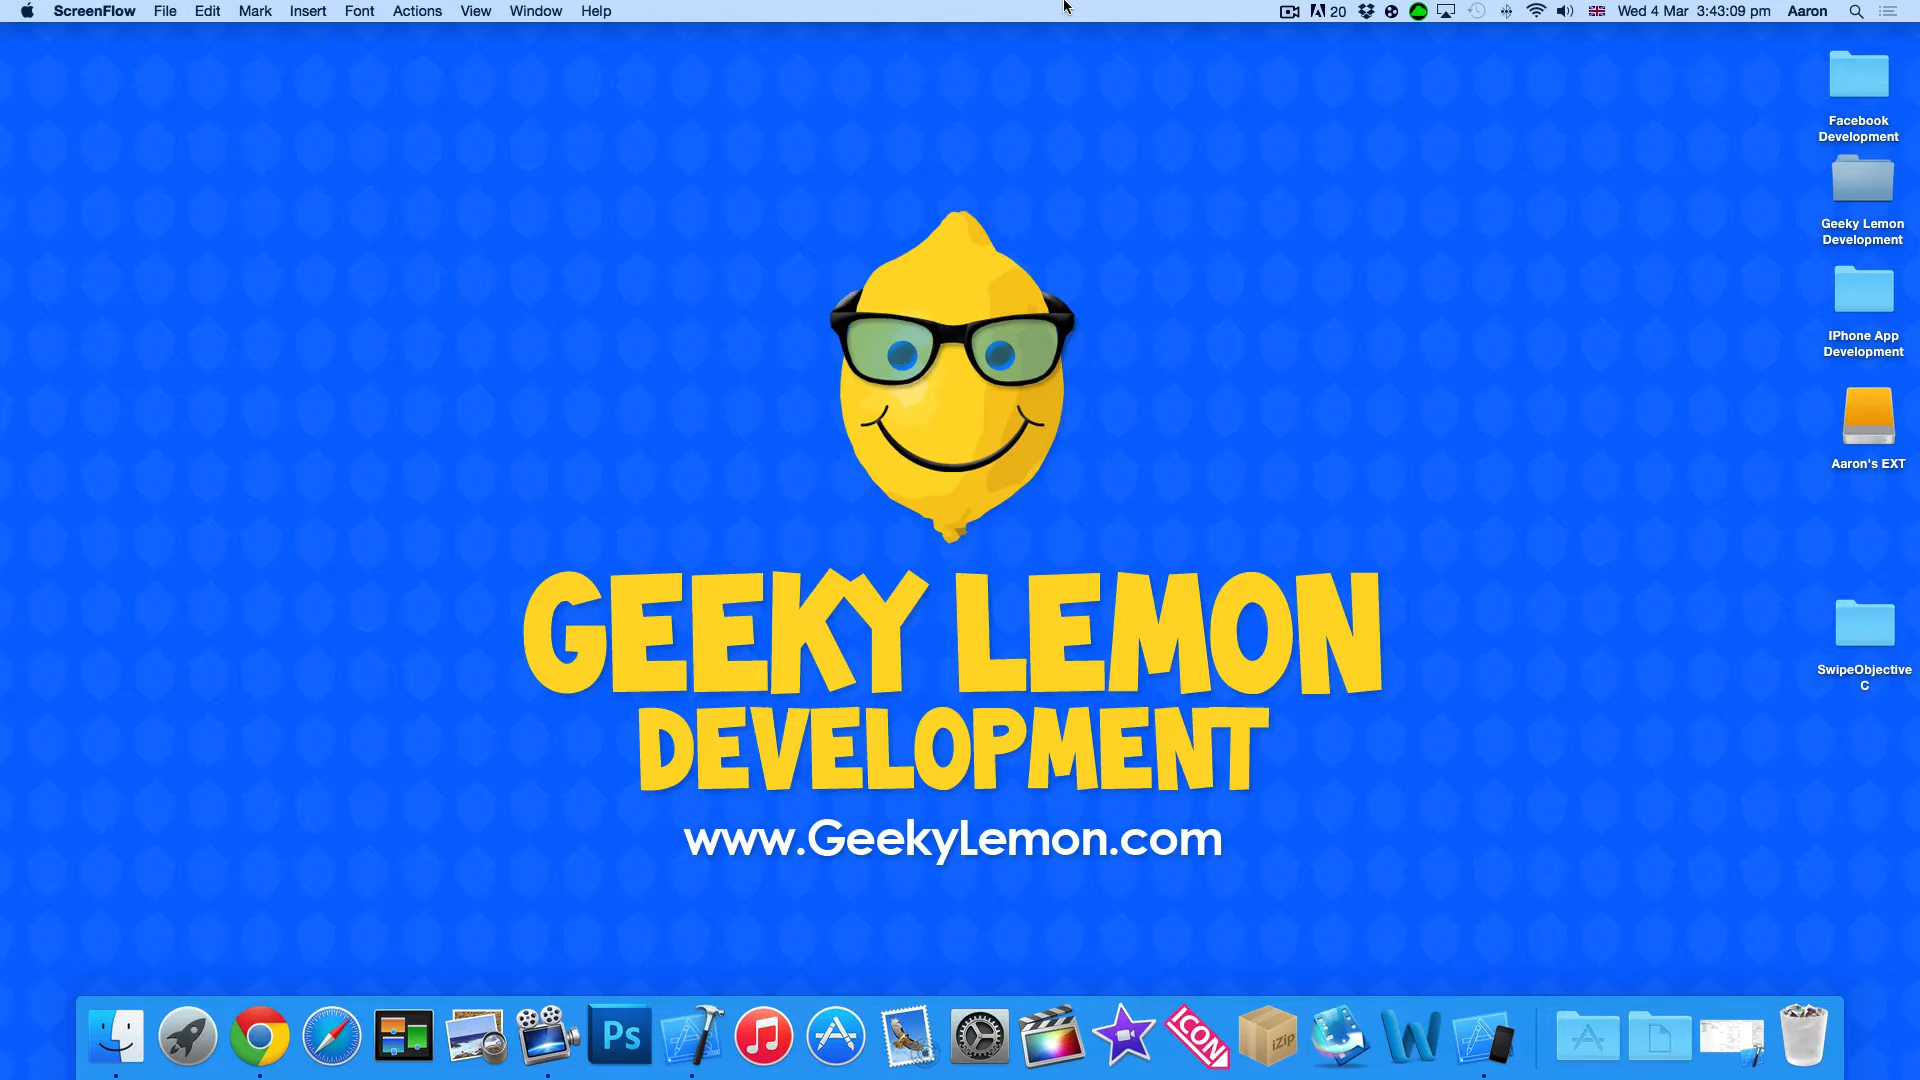 ScreenFlow File Edit Mark Insert Font Actions View Window Help 20 Wed 4 Mar 3:43:09 pm Aaron
Facebook
Development
Geeky Lemon
Development
IPhone App
Development
Aaron's EXT
SwipeObjective
C
GEEKY LEMON
DEVELOPMENT
www.GeekyLemon.com
Ps
ICON
iZip
W